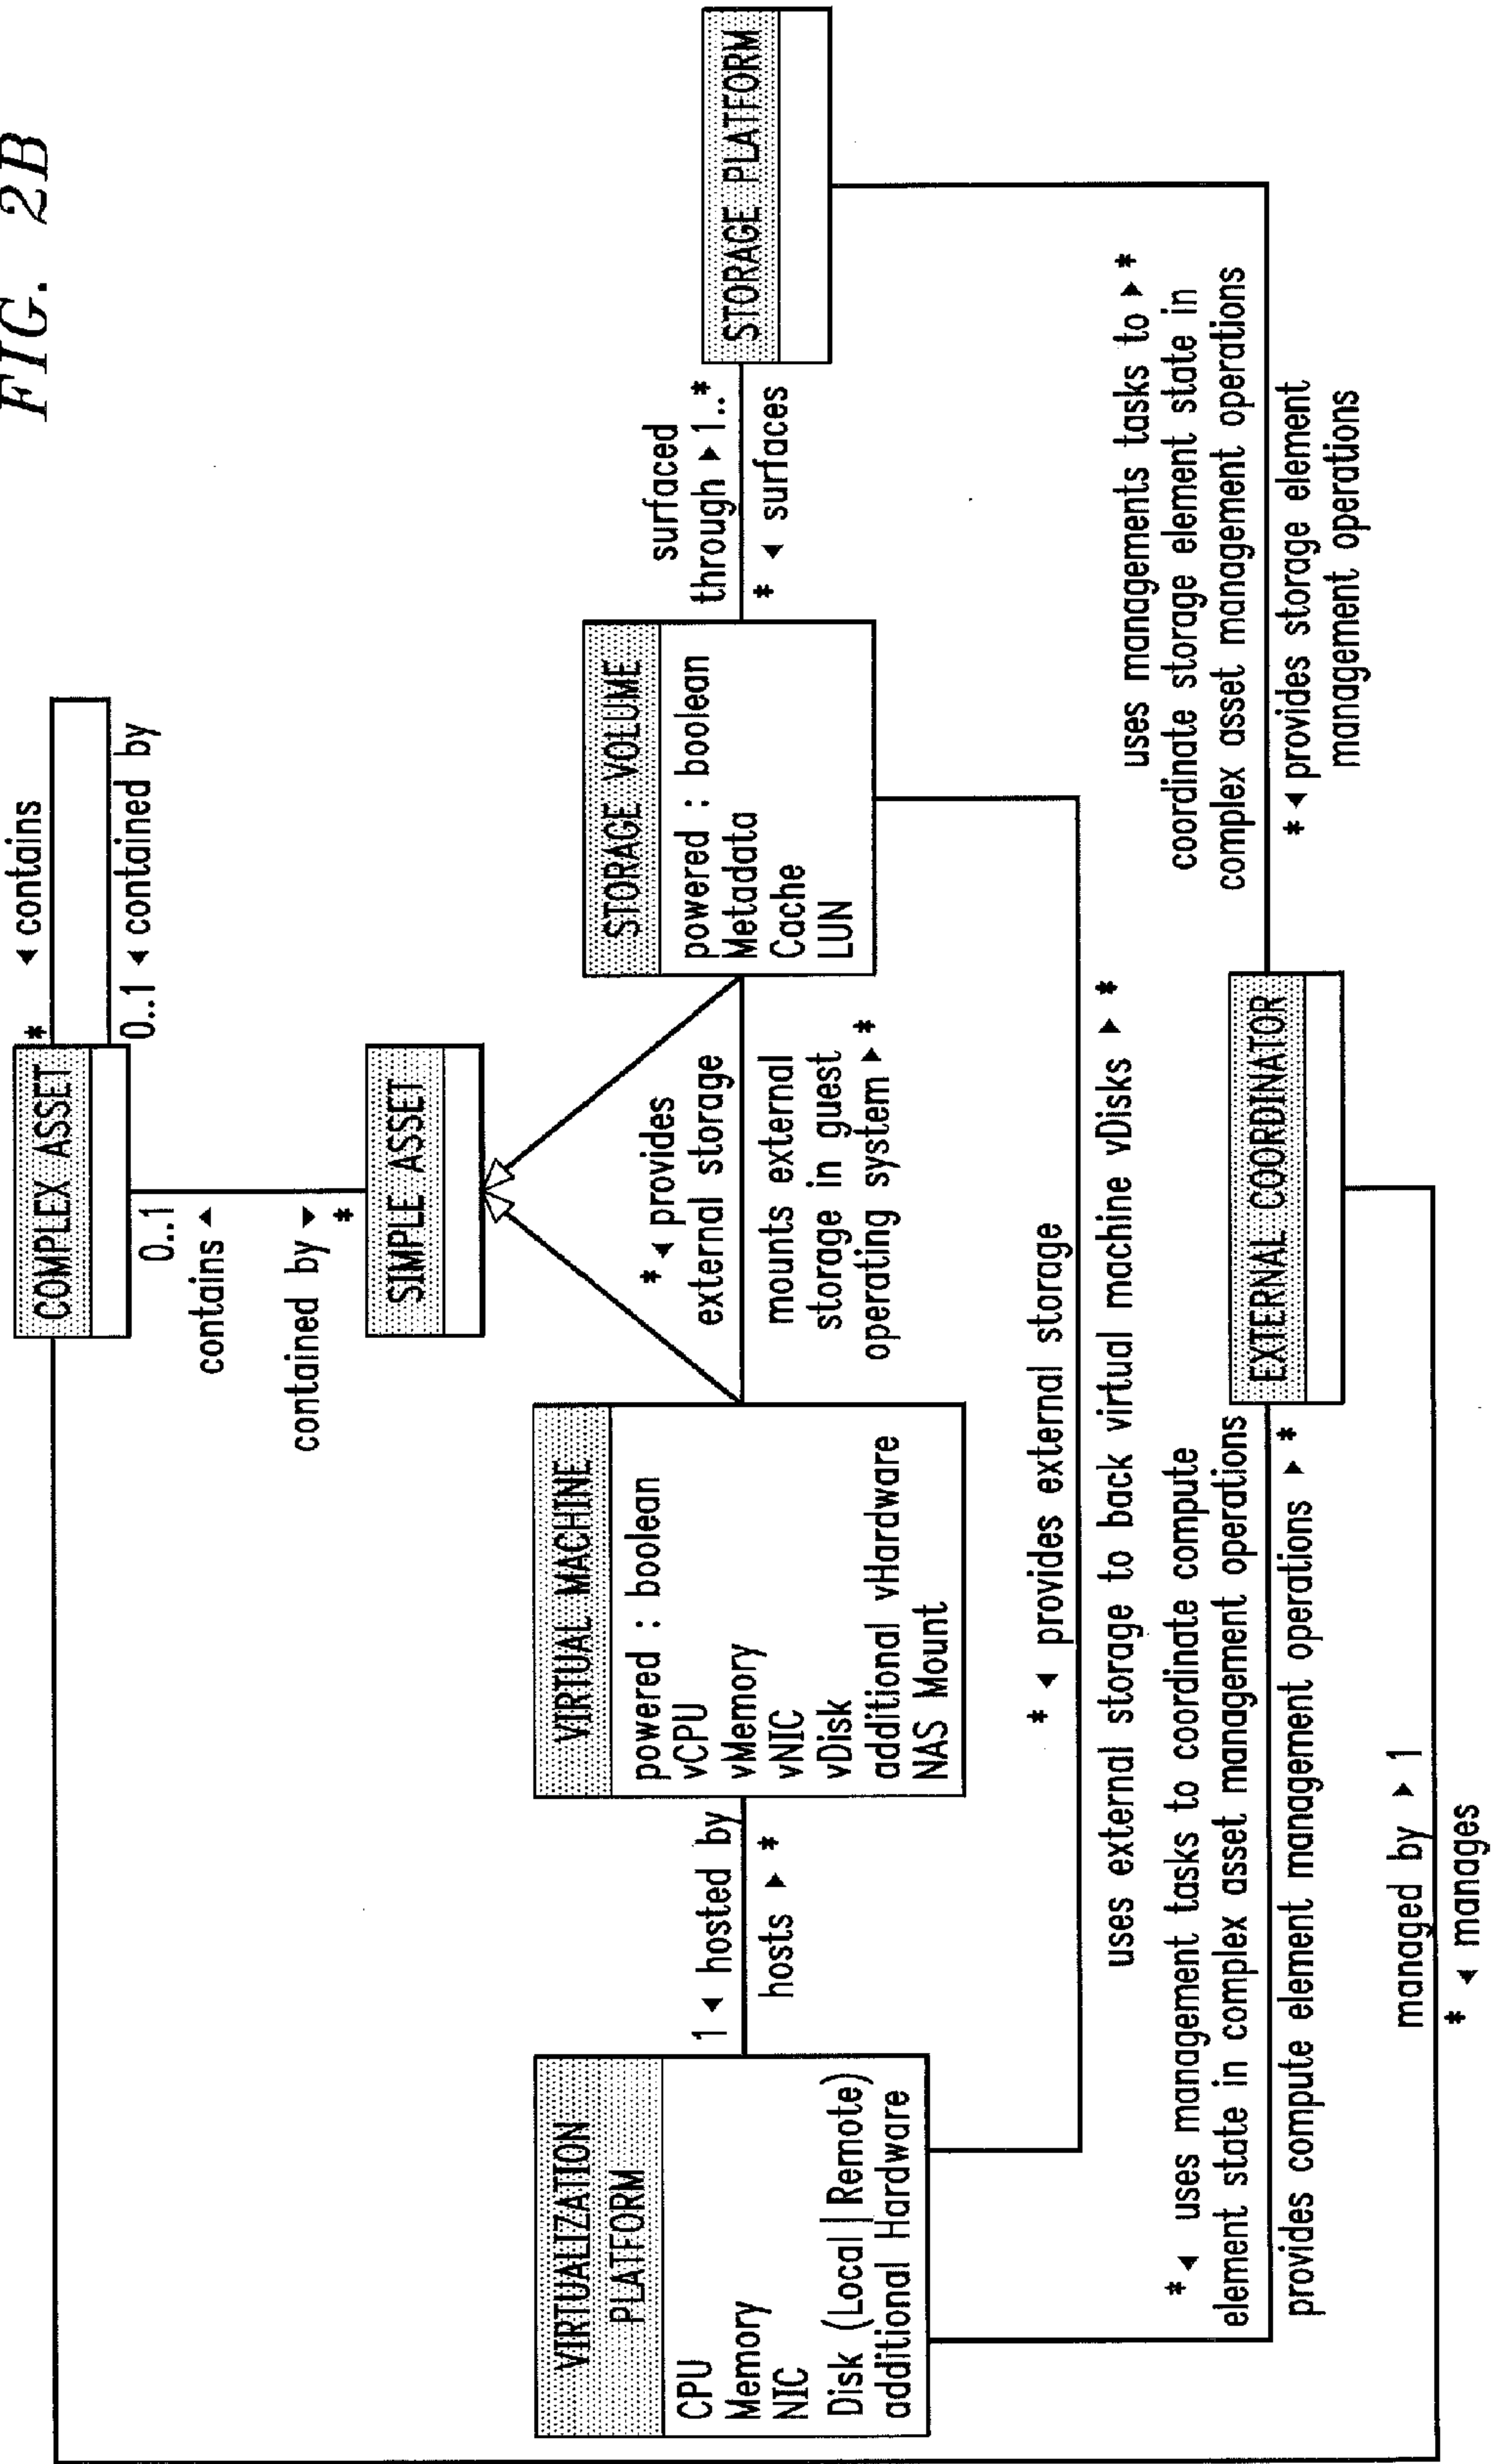 FIG. 2B
COMPLEX ASSET
* ◄ contains
0..1 ◄ contained by
0..1
contains ▲
contained by ▼
*
SIMPLE ASSET
VIRTUALIZATION
PLATFORM
CPU
Memory
NIC
Disk (Local|Remote)
additional Hardware
1 ◄ hosted by
hosts ► *
VIRTUAL MACHINE
powered : boolean
vCPU
vMemory
vNIC
vDisk
additional vHardware
NAS Mount
* ◄ provides
external storage
mounts external
storage in guest
operating system ► *
STORAGE VOLUME
powered : boolean
Metadata
Cache
LUN
surfaced
through ► 1..*
* ◄ surfaces
STORAGE PLATFORM
* ◄ provides external storage
uses external storage to back virtual machine vDisks ► *
* ◄ uses management tasks to coordinate compute
element state in complex asset management operations
provides compute element management operations ► *
EXTERNAL COORDINATOR
uses managements tasks to ► *
coordinate storage element state in
complex asset management operations
* ◄ provides storage element
management operations
managed by ► 1
* ◄ manages